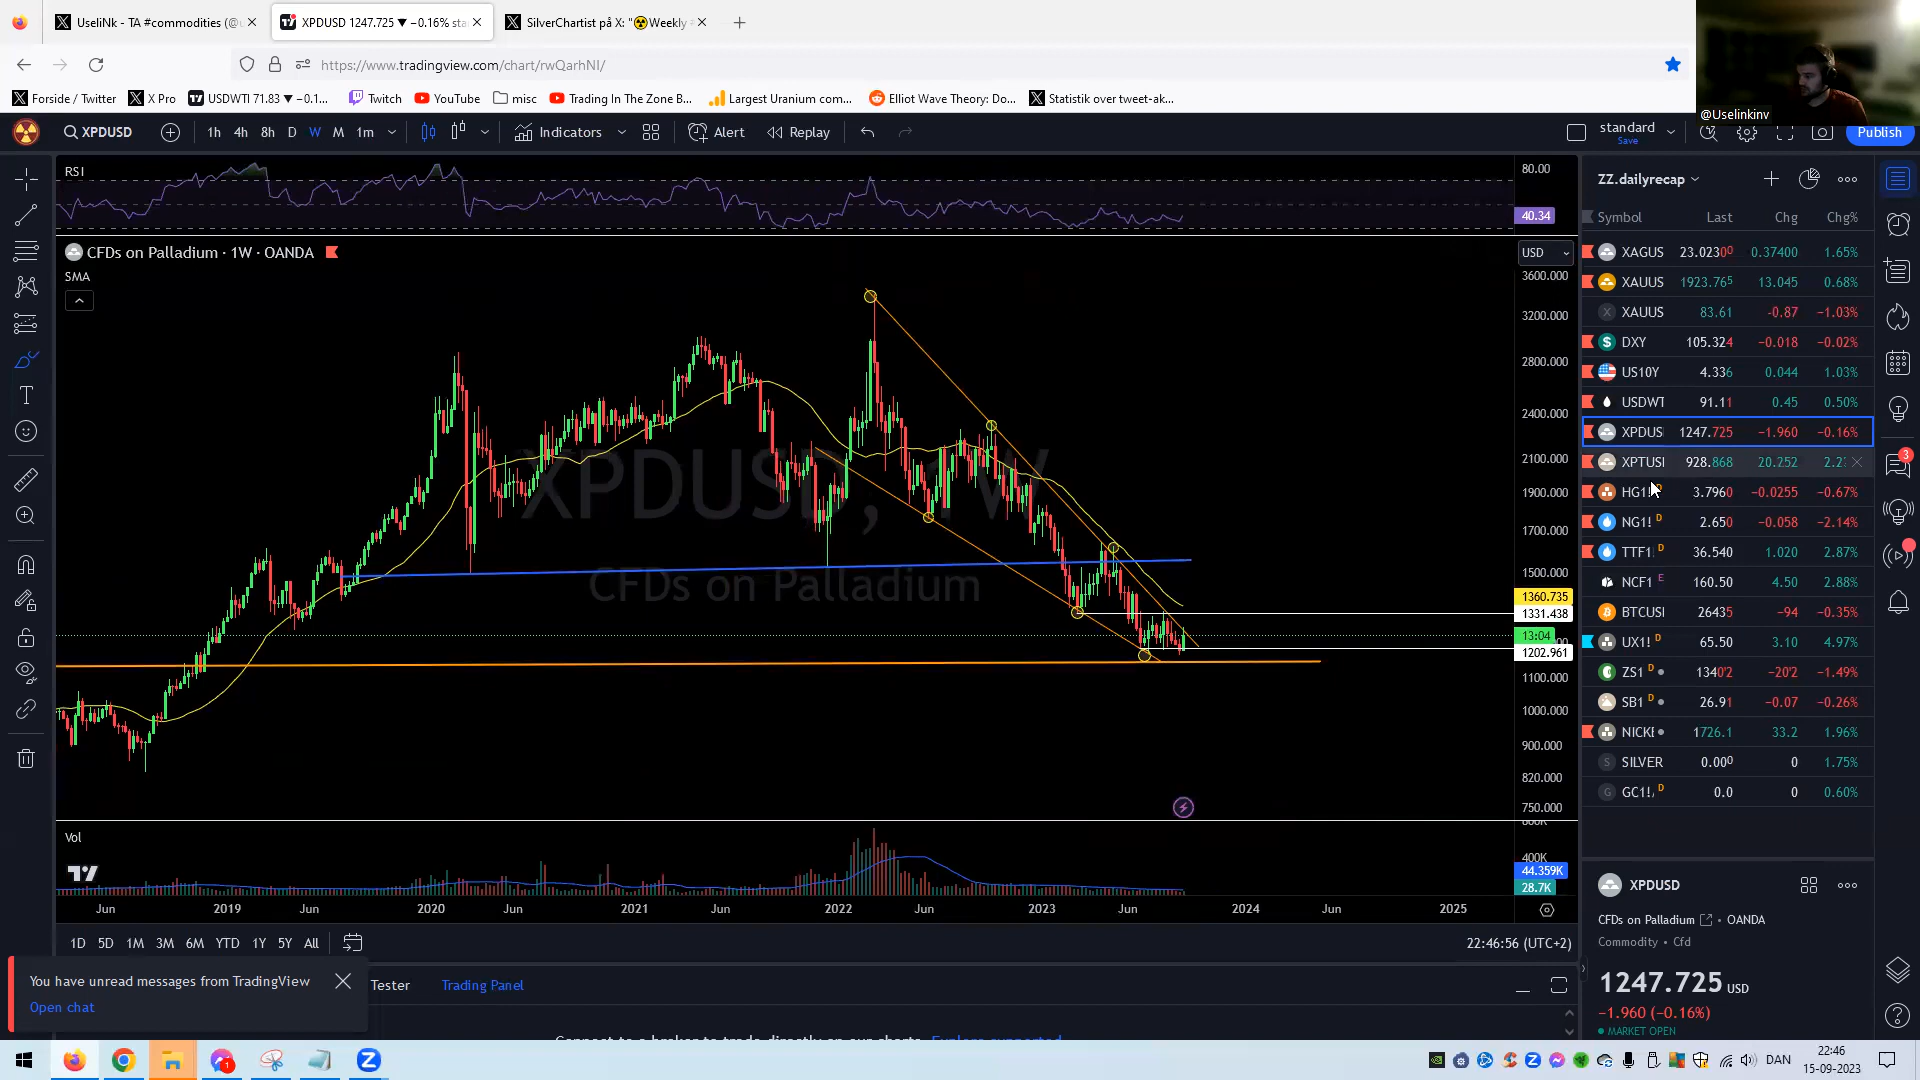 UseliNk - TA #commodities (@u
XPDUSD 1247.725 ▼ −0.16% sta
SilverChartist på X: "☢Weekly #
https://www.tradingview.com/chart/rwQarhNI/
Forside / Twitter
X Pro
USDWTI 71.83 ▼ −0.1...
Twitch
YouTube
misc
Trading In The Zone B...
Largest Uranium com...
Elliot Wave Theory: Do...
Statistik over tweet-ak...
@Uselinkinv
XPDUSD
1h 4h 8h D W M 1m
Indicators
Alert
Replay
standard
Save
Publish
RSI
80.00
40.34
CFDs on Palladium · 1W · OANDA
USD
SMA
XPDUSD, 1W
CFDs on Palladium
3600.000
3200.000
2800.000
2400.000
2100.000
1900.000
1700.000
1500.000
1360.735
1331.438
13:04
1202.961
1100.000
1000.000
900.000
820.000
750.000
Vol
400K
44.359K
28.7K
Jun 2019 Jun 2020 Jun 2021 Jun 2022 Jun 2023 Jun 2024 Jun 2025
1D 5D 1M 3M 6M YTD 1Y 5Y All
22:46:56 (UTC+2)
You have unread messages from TradingView
Open chat
Tester
Trading Panel
ZZ.dailyrecap
Symbol Last Chg Chg%
XAGUS 23.0230⁰ 0.37400 1.65%
XAUUS 1923.76⁵ 13.045 0.68%
XAUUS 83.61 −0.87 −1.03%
DXY 105.324 −0.018 −0.02%
US10Y 4.336 0.044 1.03%
USDWT 91.11 0.45 0.50%
XPDUS 1247.725 −1.960 −0.16%
XPTUSI 928.868 20.252 2.2
HG1! D 3.7960 −0.0255 −0.67%
NG1! D 2.650 −0.058 −2.14%
TTF1 D 36.540 1.020 2.87%
NCF1 E 160.50 4.50 2.88%
BTCUSI 26435 −94 −0.35%
UX1! D 65.50 3.10 4.97%
ZS1 D 1340'2 −20'2 −1.49%
SB1 D 26.91 −0.07 −0.26%
NICKE 1726.1 33.2 1.96%
SILVER 0.00⁰ 0 1.75%
GC1!, D 0.0 0 0.60%
3
XPDUSD
CFDs on Palladium · OANDA
Commodity · Cfd
1247.725 USD
−1.960 (−0.16%)
MARKET OPEN
DAN
22:46
15-09-2023